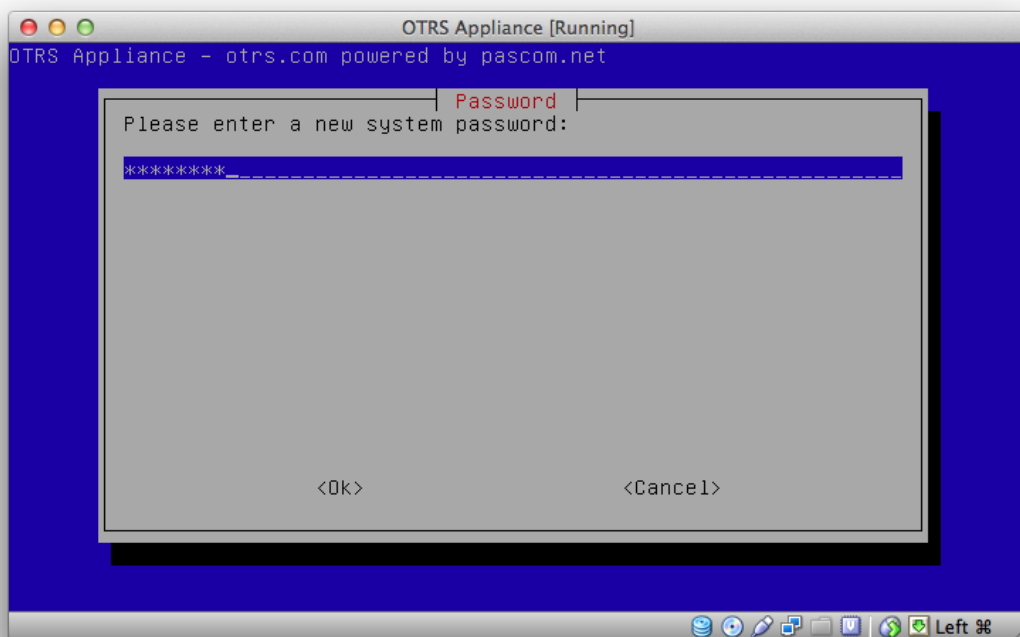 OTRS Appliance [Running]
OTRS Appliance - otrs.com powered by pascom.net
Password
Please enter a new system password:
********_
<Ok> <Cancel>
Left ⌘